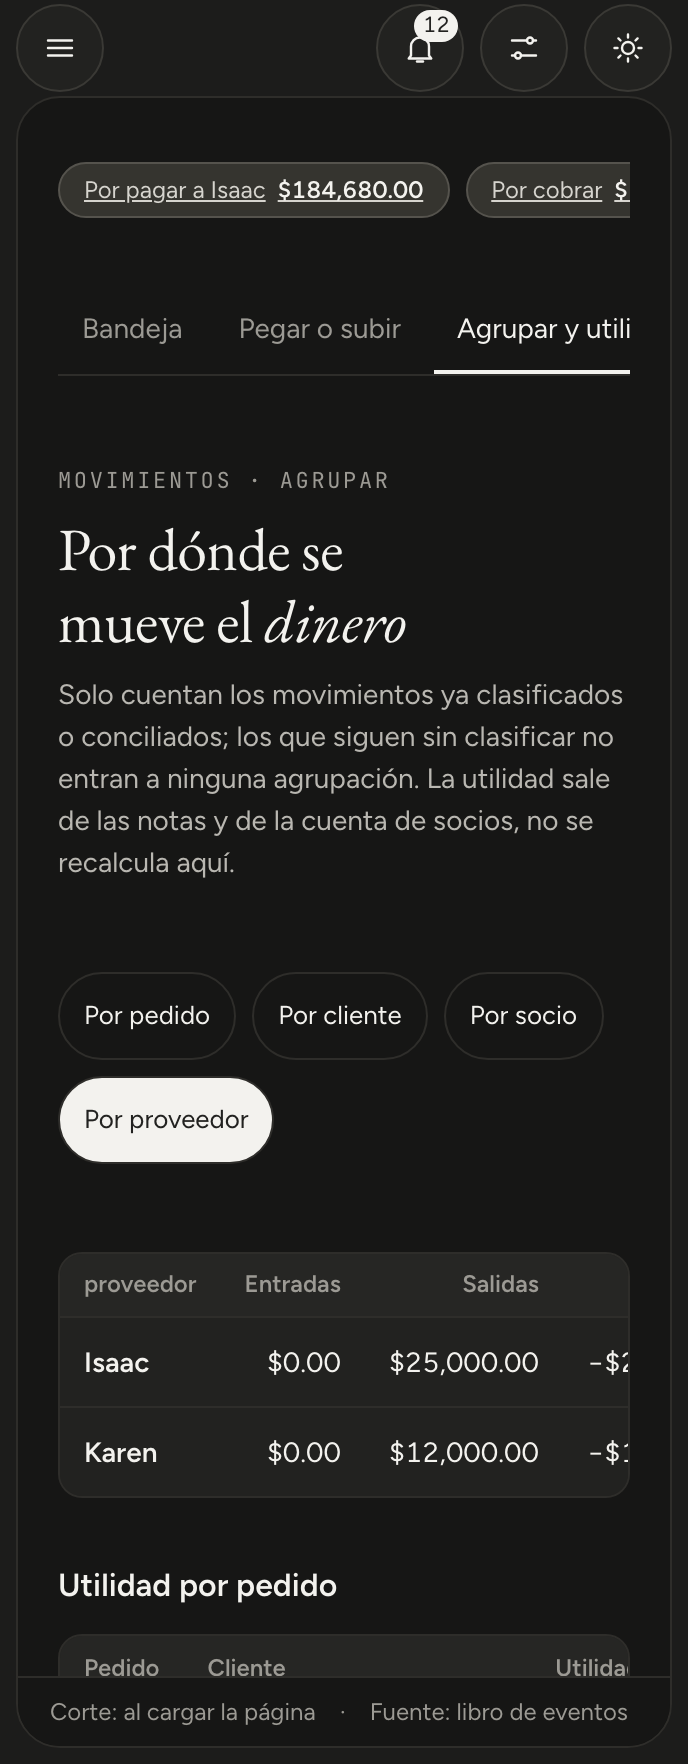 12
Por pagar a Isaac $184,680.00 Por cobrar $
Bandeja Pegar o subir Agrupar y utili
MOVIMIENTOS · AGRUPAR
Por dónde se
mueve el dinero
Solo cuentan los movimientos ya clasificados
o conciliados; los que siguen sin clasificar no
entran a ninguna agrupación. La utilidad sale
de las notas y de la cuenta de socios, no se
recalcula aquí.
Por pedido Por cliente Por socio
Por proveedor
proveedor Entradas Salidas
Isaac $0.00 $25,000.00 −$2
Karen $0.00 $12,000.00 −$1
Utilidad por pedido
Pedido Cliente Utilida
Corte: al cargar la página · Fuente: libro de eventos